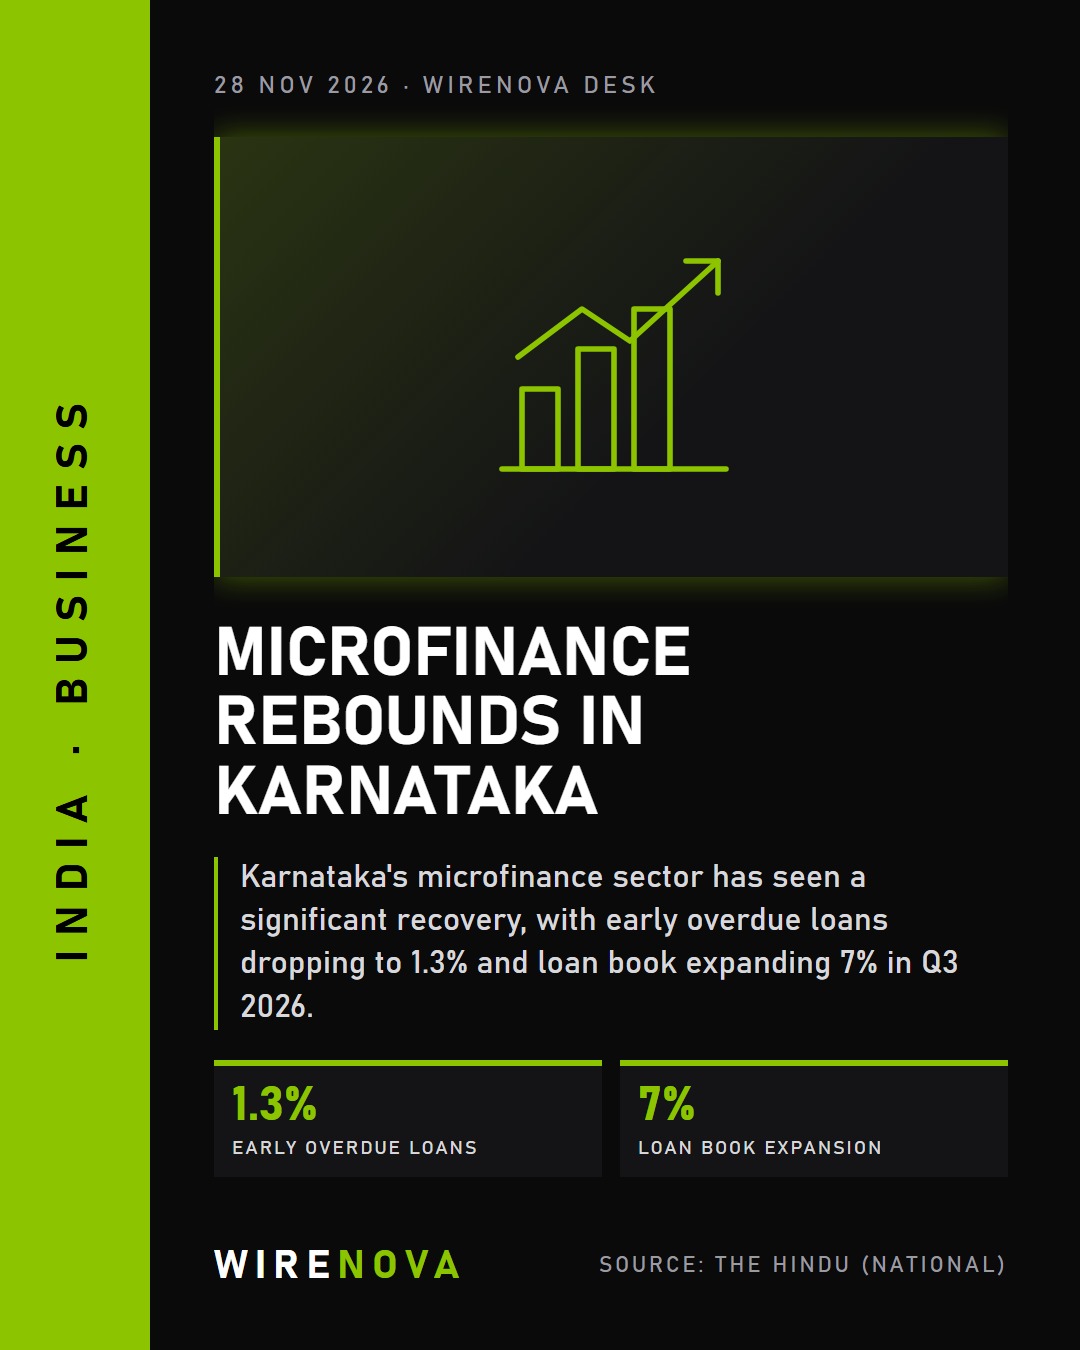 28 NOV 2026 · WIRENOVA DESK
INDIA · BUSINESS
MICROFINANCE
REBOUNDS IN
KARNATAKA
Karnataka's microfinance sector has seen a
significant recovery, with early overdue loans
dropping to 1.3% and loan book expanding 7% in Q3
2026.
1.3%
EARLY OVERDUE LOANS
7%
LOAN BOOK EXPANSION
WIRENOVA
SOURCE: THE HINDU (NATIONAL)